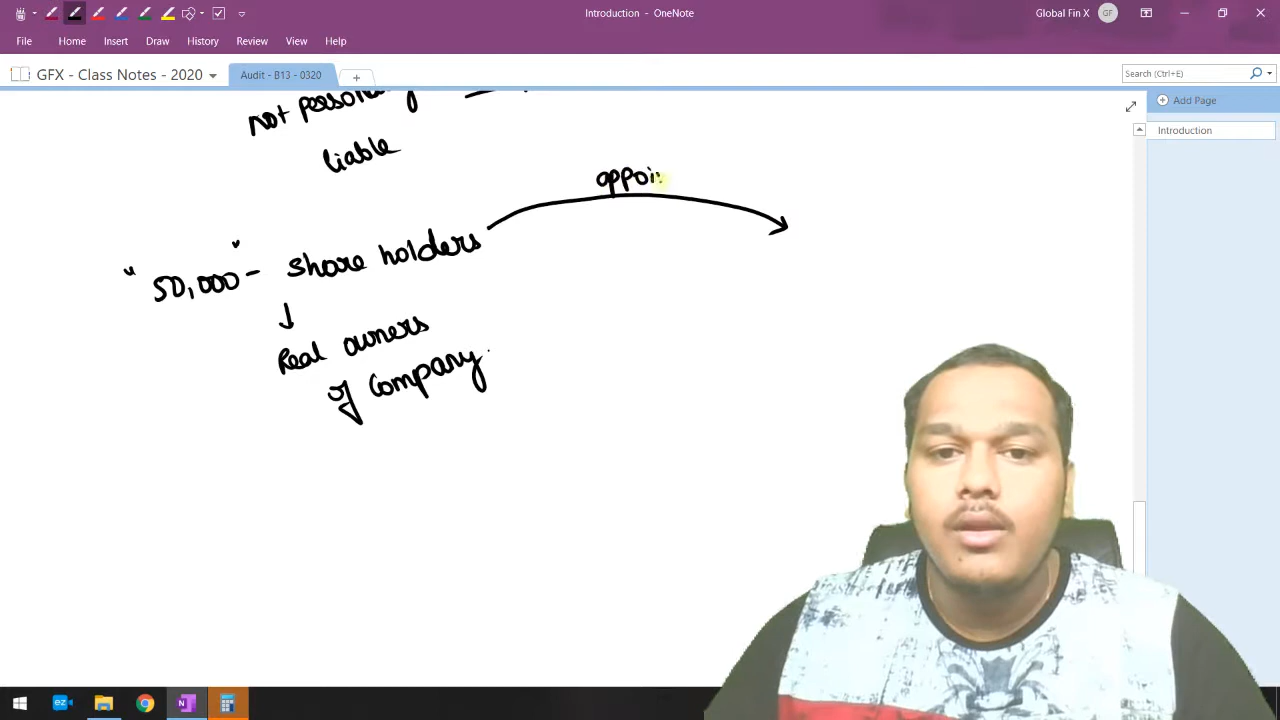 Introduction - OneNote
Global Fin X
GF
File Home Insert Draw History Review View Help
GFX - Class Notes - 2020
Audit - B13 - 0320
Search (Ctrl+E)
Add Page
Introduction
not
liable
appoi
"50,000" - share holders
Real owners
of company